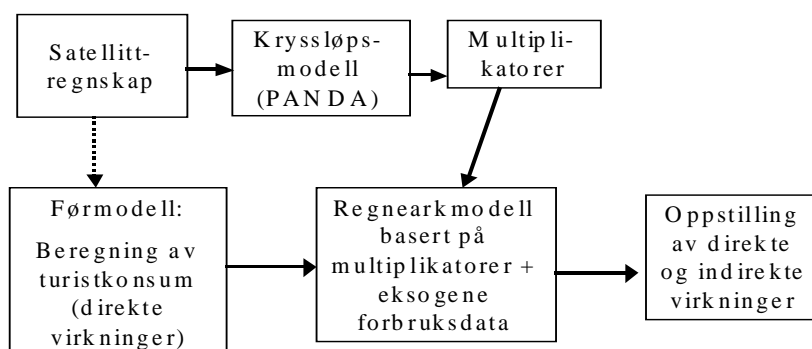 Satellitt-
regnskap
Kryssløps-
modell
(PANDA)
Multipli-
katorer
Førmodell:
Beregning av
turistkonsum
(direkte
virkninger)
Regnearkmodell
basert på
multiplikatorer +
eksogene
forbruksdata
Oppstilling
av direkte
og indirekte
virkninger